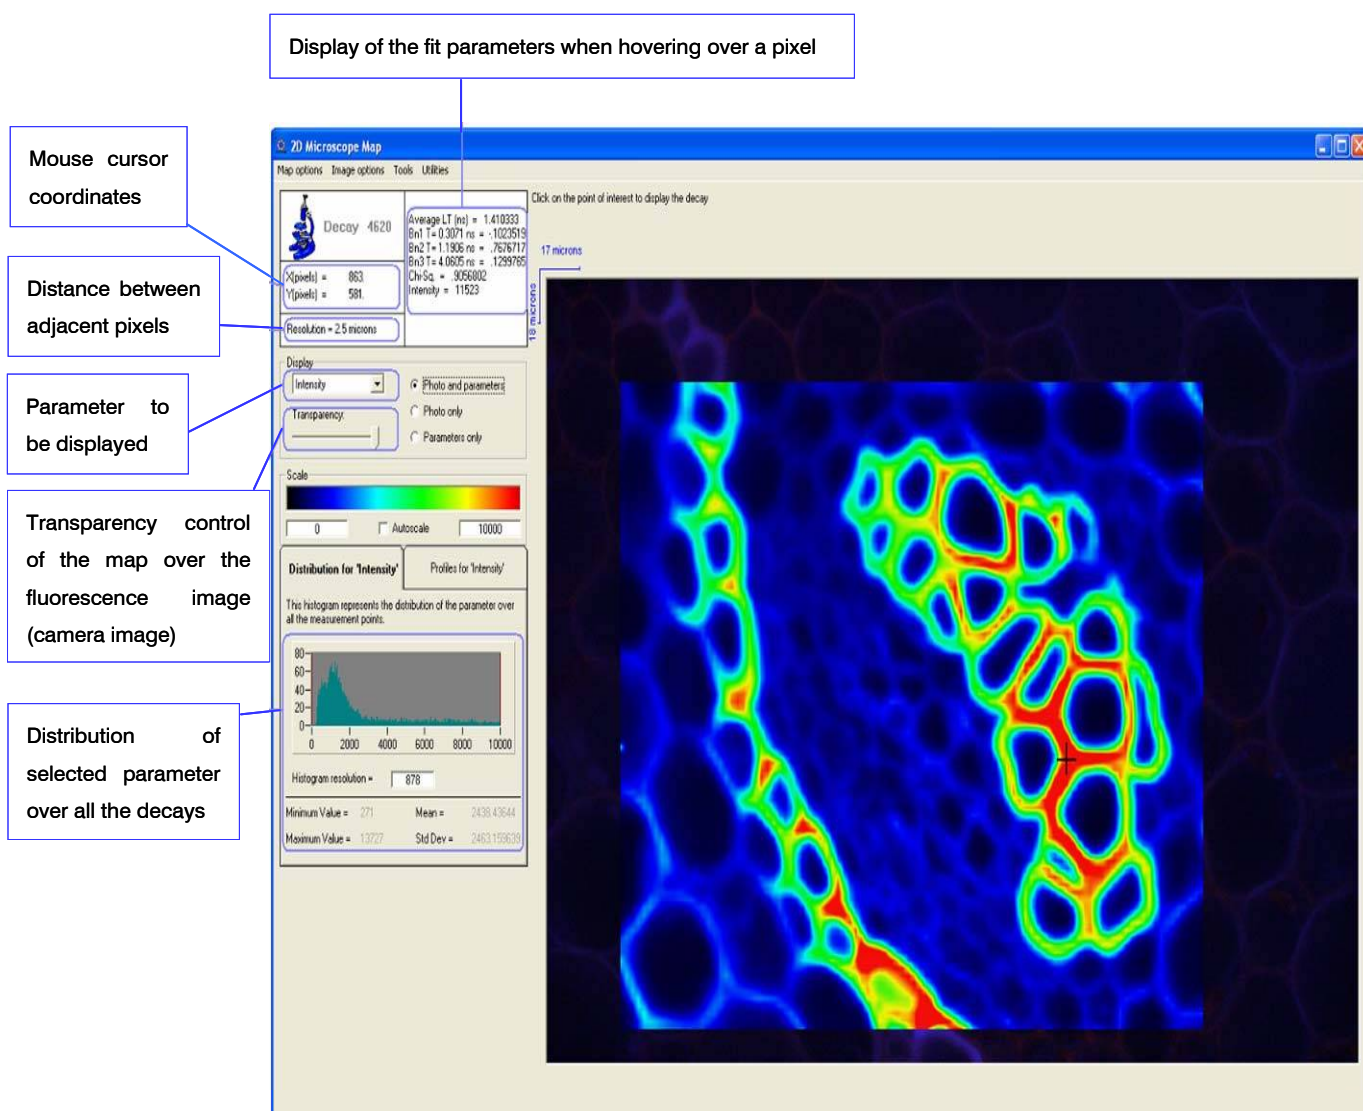 Display of the fit parameters when hovering over a pixel
Mouse cursor
coordinates
Distance between
adjacent pixels
Parameter to
be displayed
Transparency control
of the map over the
fluorescence image
(camera image)
Distribution of
selected parameter
over all the decays
2D Microscope Map
Map options Image options Tools Utilities
Click on the point of interest to display the decay
Decay 4620
Average LT (ns) = 1.410333
Bn1 T= 0.3071 ns = -.1023519
Bn2 T= 1.1906 ns = .7676717
Bn3 T= 4.0605 ns = .1299765
Chi-Sq. = .9056802
Intensity = 11523
X(pixels) = 863.
Y(pixels) = 581.
Resolution = 2.5 microns
17 microns
18 microns
Display
Intensity
Photo and parameters
Transparency:
Photo only
Parameters only
Scale
0 Autoscale 10000
Distribution for 'Intensity' Profiles for 'Intensity'
This histogram represents the distribution of the parameter over
all the measurement points.
80
60
40
20
0
0 2000 4000 6000 8000 10000
Histogram resolution = 878
Minimum Value = 271 Mean = 2438.43644
Maximum Value = 13727 Std Dev = 2463.159639